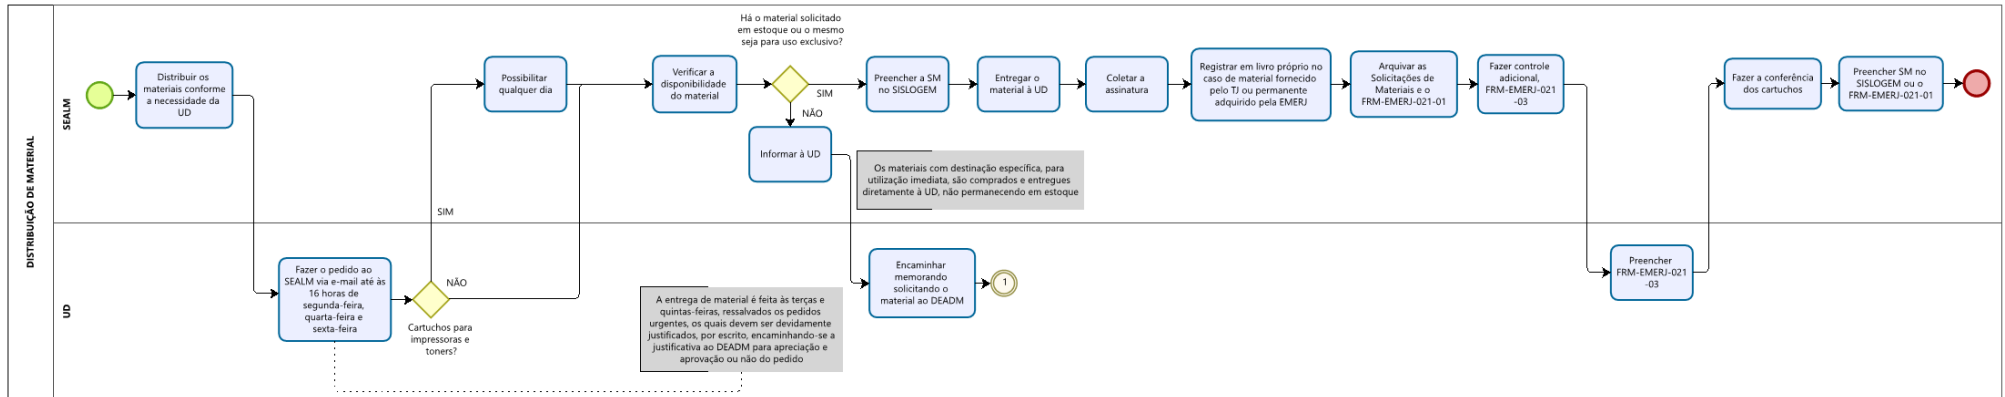 DISTRIBUIÇÃO DE MATERIAL
SEALM
Distribuir os
materiais conforme
a necessidade da
UD
Possibilitar
qualquer dia
Verificar a
disponibilidade
do material
Há o material solicitado
em estoque ou o mesmo
seja para uso exclusivo?
SIM
NÃO
Informar à UD
Preencher a SM
no SISLOGEM
Entregar o
material à UD
Coletar a
assinatura
Registrar em livro próprio no
caso de material fornecido
pelo TJ ou permanente
adquirido pela EMERJ
Arquivar as
Solicitações de
Materiais e o
FRM-EMERJ-021-01
Fazer controle
adicional,
FRM-EMERJ-021
-03
Fazer a conferência
dos cartuchos
Preencher SM no
SISLOGEM ou o
FRM-EMERJ-021-01
Os materiais com destinação específica, para
utilização imediata, são comprados e entregues
diretamente à UD, não permanecendo em estoque
SIM
UD
Fazer o pedido ao
SEALM via e-mail até às
16 horas de
segunda-feira,
quarta-feira e
sexta-feira
NÃO
Cartuchos para
impressoras e
toners?
A entrega de material é feita às terças e
quintas-feiras, ressalvados os pedidos
urgentes, os quais devem ser devidamente
justificados, por escrito, encaminhando-se a
justificativa ao DEADM para apreciação e
aprovação ou não do pedido
Encaminhar
memorando
solicitando o
material ao DEADM
1
Preencher
FRM-EMERJ-021
-03